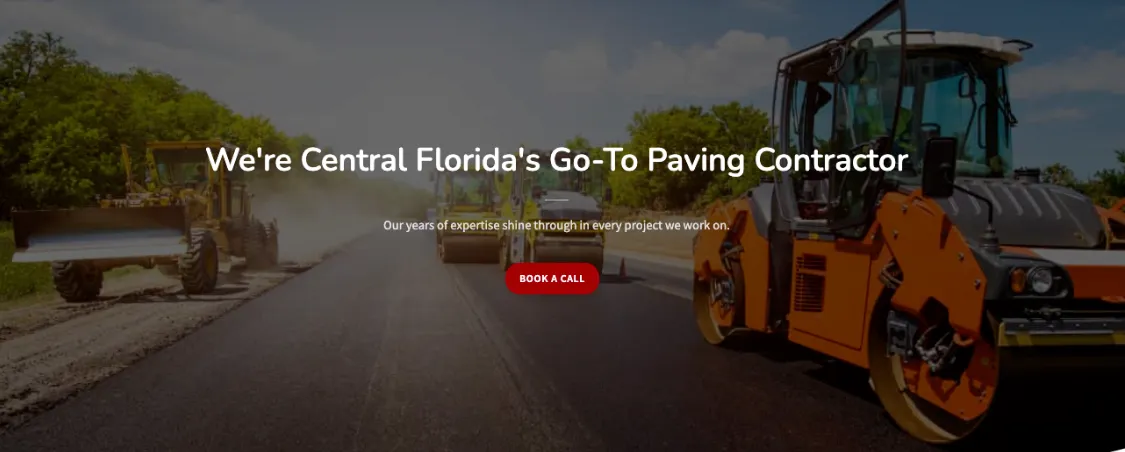 We're Central Florida's Go-To Paving Contractor
Our years of expertise shine through in every project we work on.
BOOK A CALL